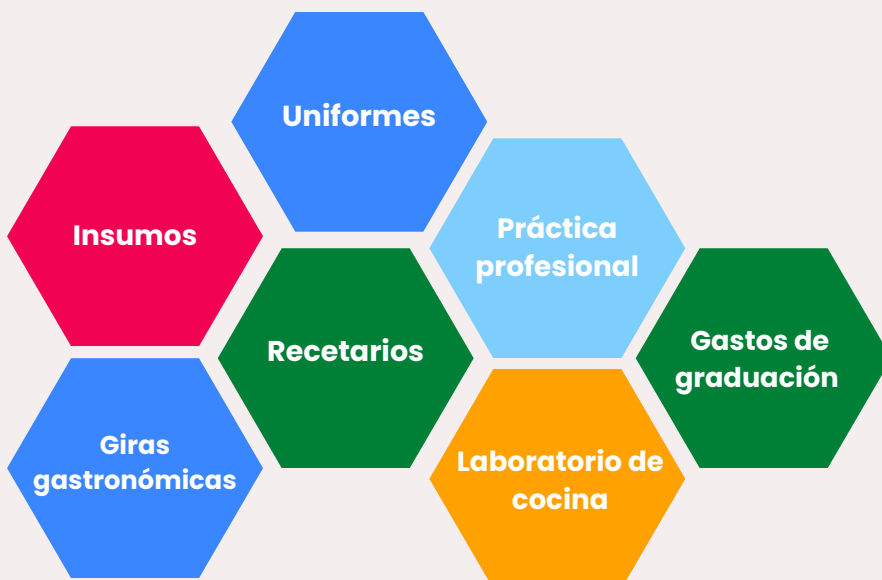 Uniformes
Insumos
Práctica
profesional
Recetarios
Gastos de
graduación
Giras
gastronómicas
Laboratorio de
cocina